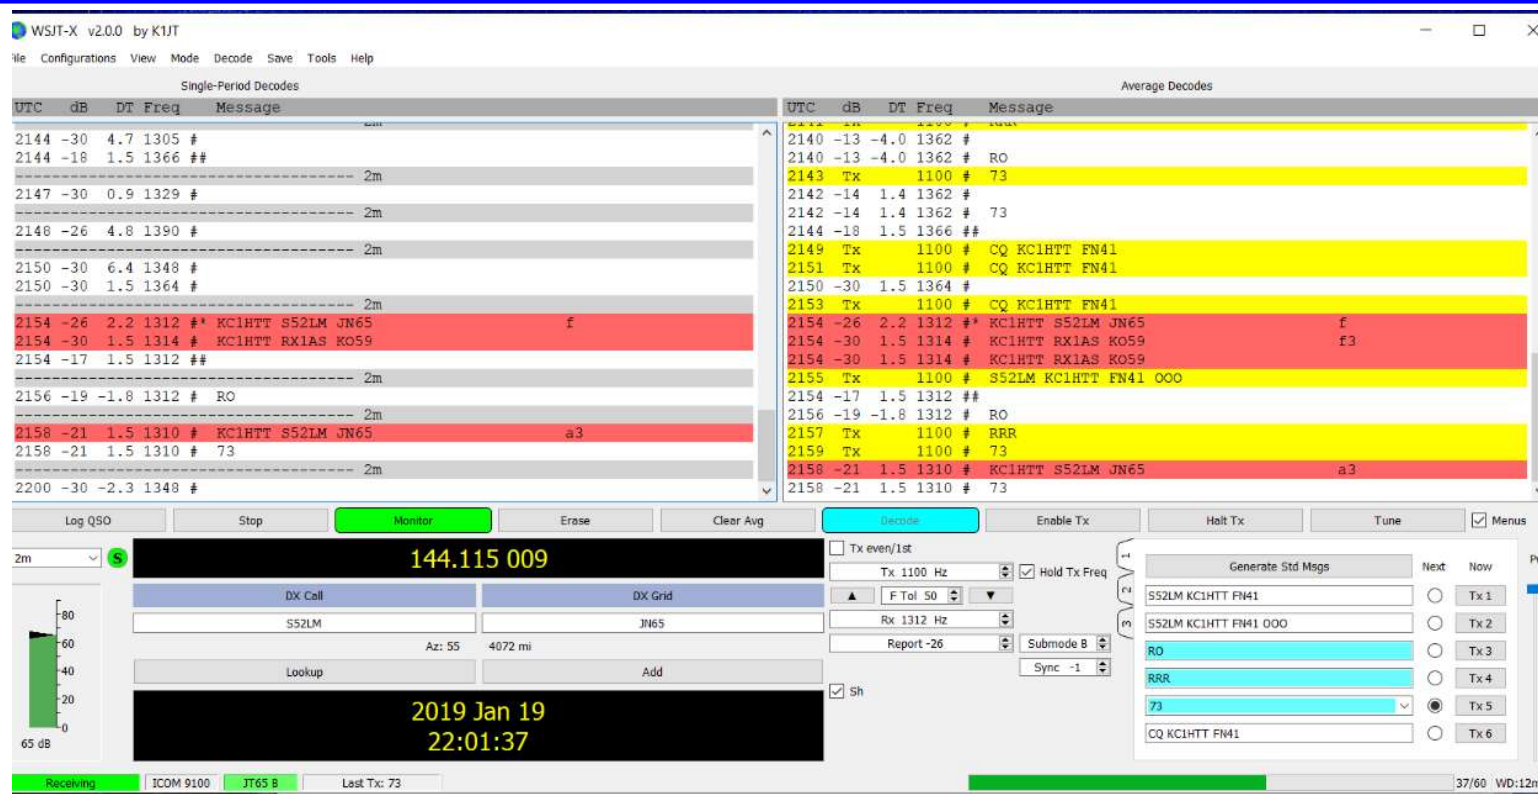 WSJT-X v2.0.0 by K1JT
File Configurations View Mode Decode Save Tools Help
Single-Period Decodes
UTC dB DT Freq Message
2m
2144 -30 4.7 1305 #
2144 -18 1.5 1366 ##
------------------------------------ 2m
2147 -30 0.9 1329 #
------------------------------------ 2m
2148 -26 4.8 1390 #
------------------------------------ 2m
2150 -30 6.4 1348 #
2150 -30 1.5 1364 #
------------------------------------ 2m
2154 -26 2.2 1312 #* KC1HTT S52LM JN65 f
2154 -30 1.5 1314 # KC1HTT RX1AS KO59
2154 -17 1.5 1312 ##
------------------------------------ 2m
2156 -19 -1.8 1312 # RO
------------------------------------ 2m
2158 -21 1.5 1310 # KC1HTT S52LM JN65 a3
2158 -21 1.5 1310 # 73
------------------------------------ 2m
2200 -30 -2.3 1348 #
Average Decodes
UTC dB DT Freq Message
2141 Tx 1100 # RRR
2140 -13 -4.0 1362 #
2140 -13 -4.0 1362 # RO
2143 Tx 1100 # 73
2142 -14 1.4 1362 #
2142 -14 1.4 1362 # 73
2144 -18 1.5 1366 ##
2149 Tx 1100 # CQ KC1HTT FN41
2151 Tx 1100 # CQ KC1HTT FN41
2150 -30 1.5 1364 #
2153 Tx 1100 # CQ KC1HTT FN41
2154 -26 2.2 1312 #* KC1HTT S52LM JN65 f
2154 -30 1.5 1314 # KC1HTT RX1AS KO59 f3
2154 -30 1.5 1314 # KC1HTT RX1AS KO59
2155 Tx 1100 # S52LM KC1HTT FN41 OOO
2154 -17 1.5 1312 ##
2156 -19 -1.8 1312 # RO
2157 Tx 1100 # RRR
2159 Tx 1100 # 73
2158 -21 1.5 1310 # KC1HTT S52LM JN65 a3
2158 -21 1.5 1310 # 73
Log QSO Stop Monitor Erase Clear Avg Decode Enable Tx Halt Tx Tune Menus
2m S
144.115 009
DX Call DX Grid
S52LM JN65
Az: 55 4072 mi
Lookup Add
2019 Jan 19
22:01:37
-80
-60
-40
-20
-0
65 dB
Tx even/1st
Tx 1100 Hz Hold Tx Freq
F Tol 50
Rx 1312 Hz
Report -26 Submode B
Sync -1
Sh
1
2
3
Generate Std Msgs Next Now
S52LM KC1HTT FN41 Tx 1
S52LM KC1HTT FN41 OOO Tx 2
RO Tx 3
RRR Tx 4
73 Tx 5
CQ KC1HTT FN41 Tx 6
Receiving ICOM 9100 JT65 B Last Tx: 73 37/60 WD:12m